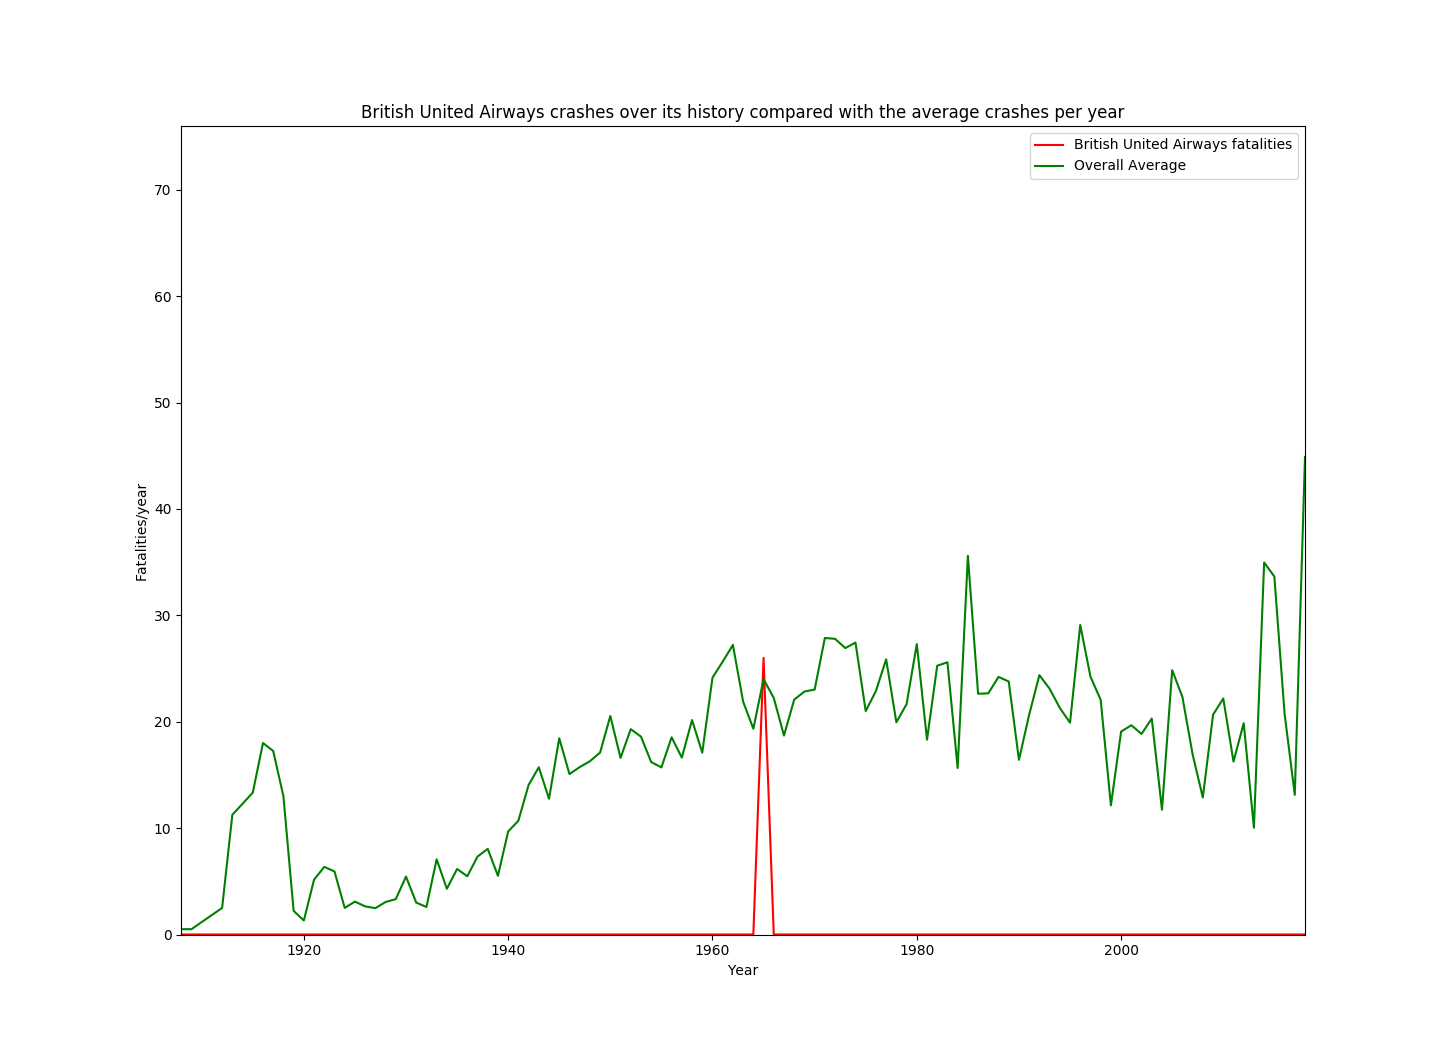 British United Airways crashes over its history compared with the average crashes per year
British United Airways fatalities
Overall Average
70
60
50
40
30
20
10
0
Fatalities/year
1920 1940 1960 1980 2000
Year